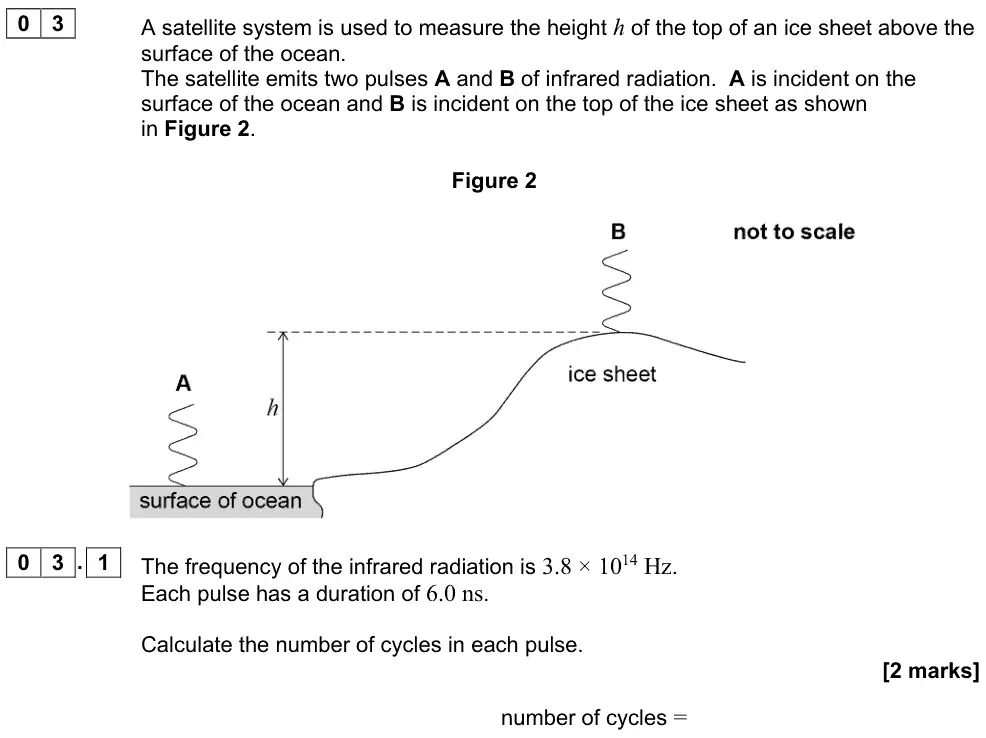 0 3 A satellite system is used to measure the height h of the top of an ice sheet above the
surface of the ocean.
The satellite emits two pulses A and B of infrared radiation. A is incident on the
surface of the ocean and B is incident on the top of the ice sheet as shown
in Figure 2.
Figure 2
B not to scale
ice sheet
A
h
surface of ocean
0 3 . 1 The frequency of the infrared radiation is 3.8 × 10¹⁴ Hz.
Each pulse has a duration of 6.0 ns.
Calculate the number of cycles in each pulse.
[2 marks]
number of cycles =